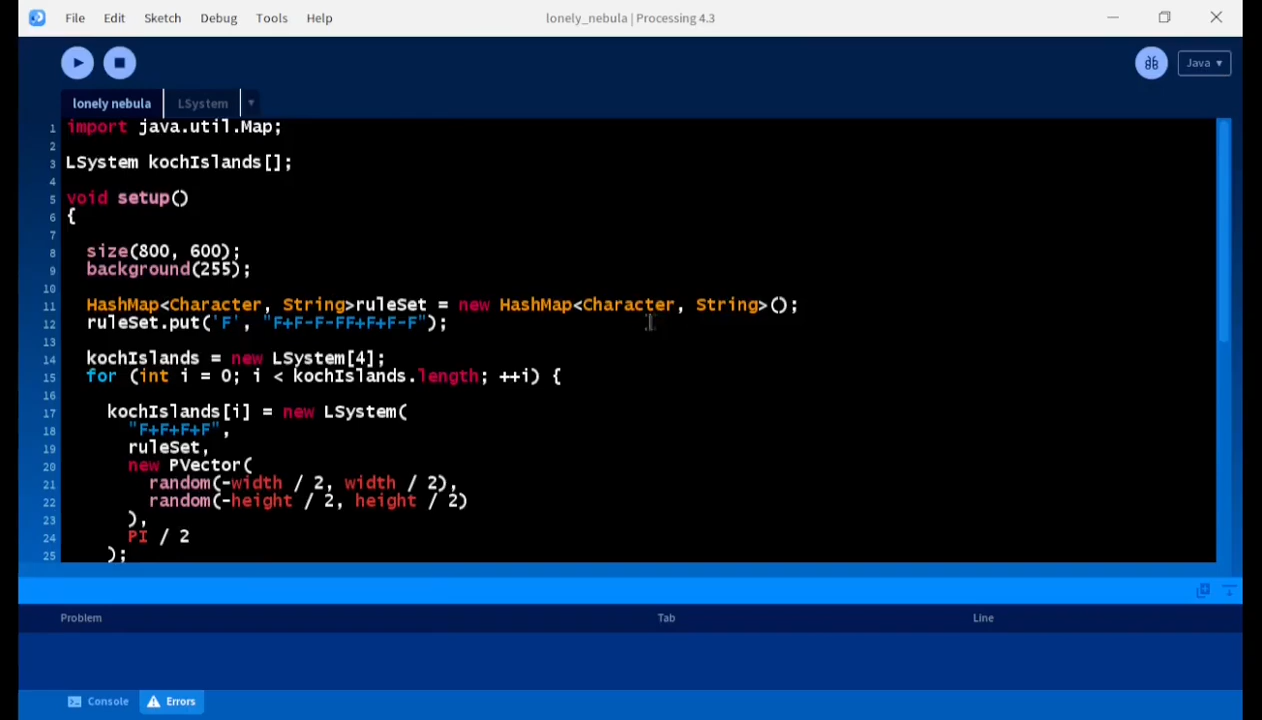 File Edit Sketch Debug Tools Help lonely_nebula | Processing 4.3
Java ▾
lonely nebula LSystem ▾
1 import java.util.Map;
2
3 LSystem kochIslands[];
4
5 void setup()
6 {
7
8 size(800, 600);
9 background(255);
10
11 HashMap<Character, String>ruleSet = new HashMap<Character, String>();
12 ruleSet.put('F', "F+F-F-FF+F+F-F");
13
14 kochIslands = new LSystem[4];
15 for (int i = 0; i < kochIslands.length; ++i) {
16
17 kochIslands[i] = new LSystem(
18 "F+F+F+F",
19 ruleSet,
20 new PVector(
21 random(-width / 2, width / 2),
22 random(-height / 2, height / 2)
23 ),
24 PI / 2
25 );
Problem Tab Line
Console Errors